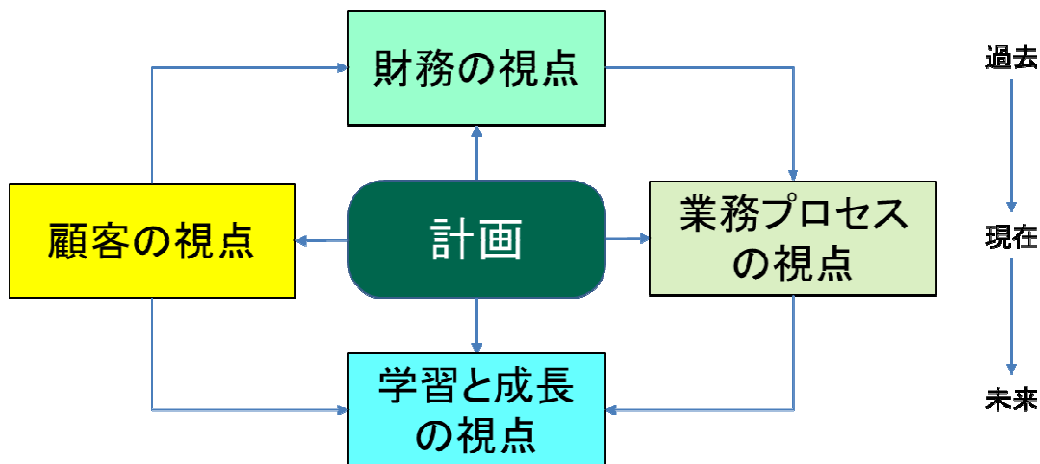 財務の視点
過去
顧客の視点
計画
業務プロセス
の視点
現在
学習と成長
の視点
未来